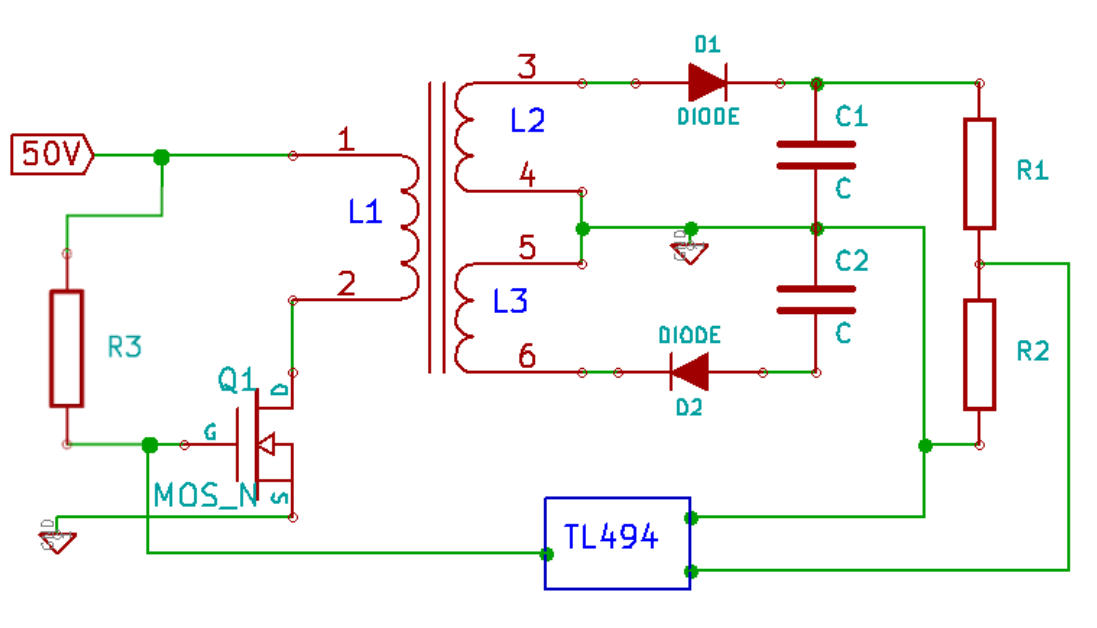 D1
3
DIODE
L2
C1
50V
1
4
C
R1
L1
GND
5
C2
2
L3
C
DIODE
R3
6
R2
Q1
D
D2
G
MOS_N
S
GND
TL494